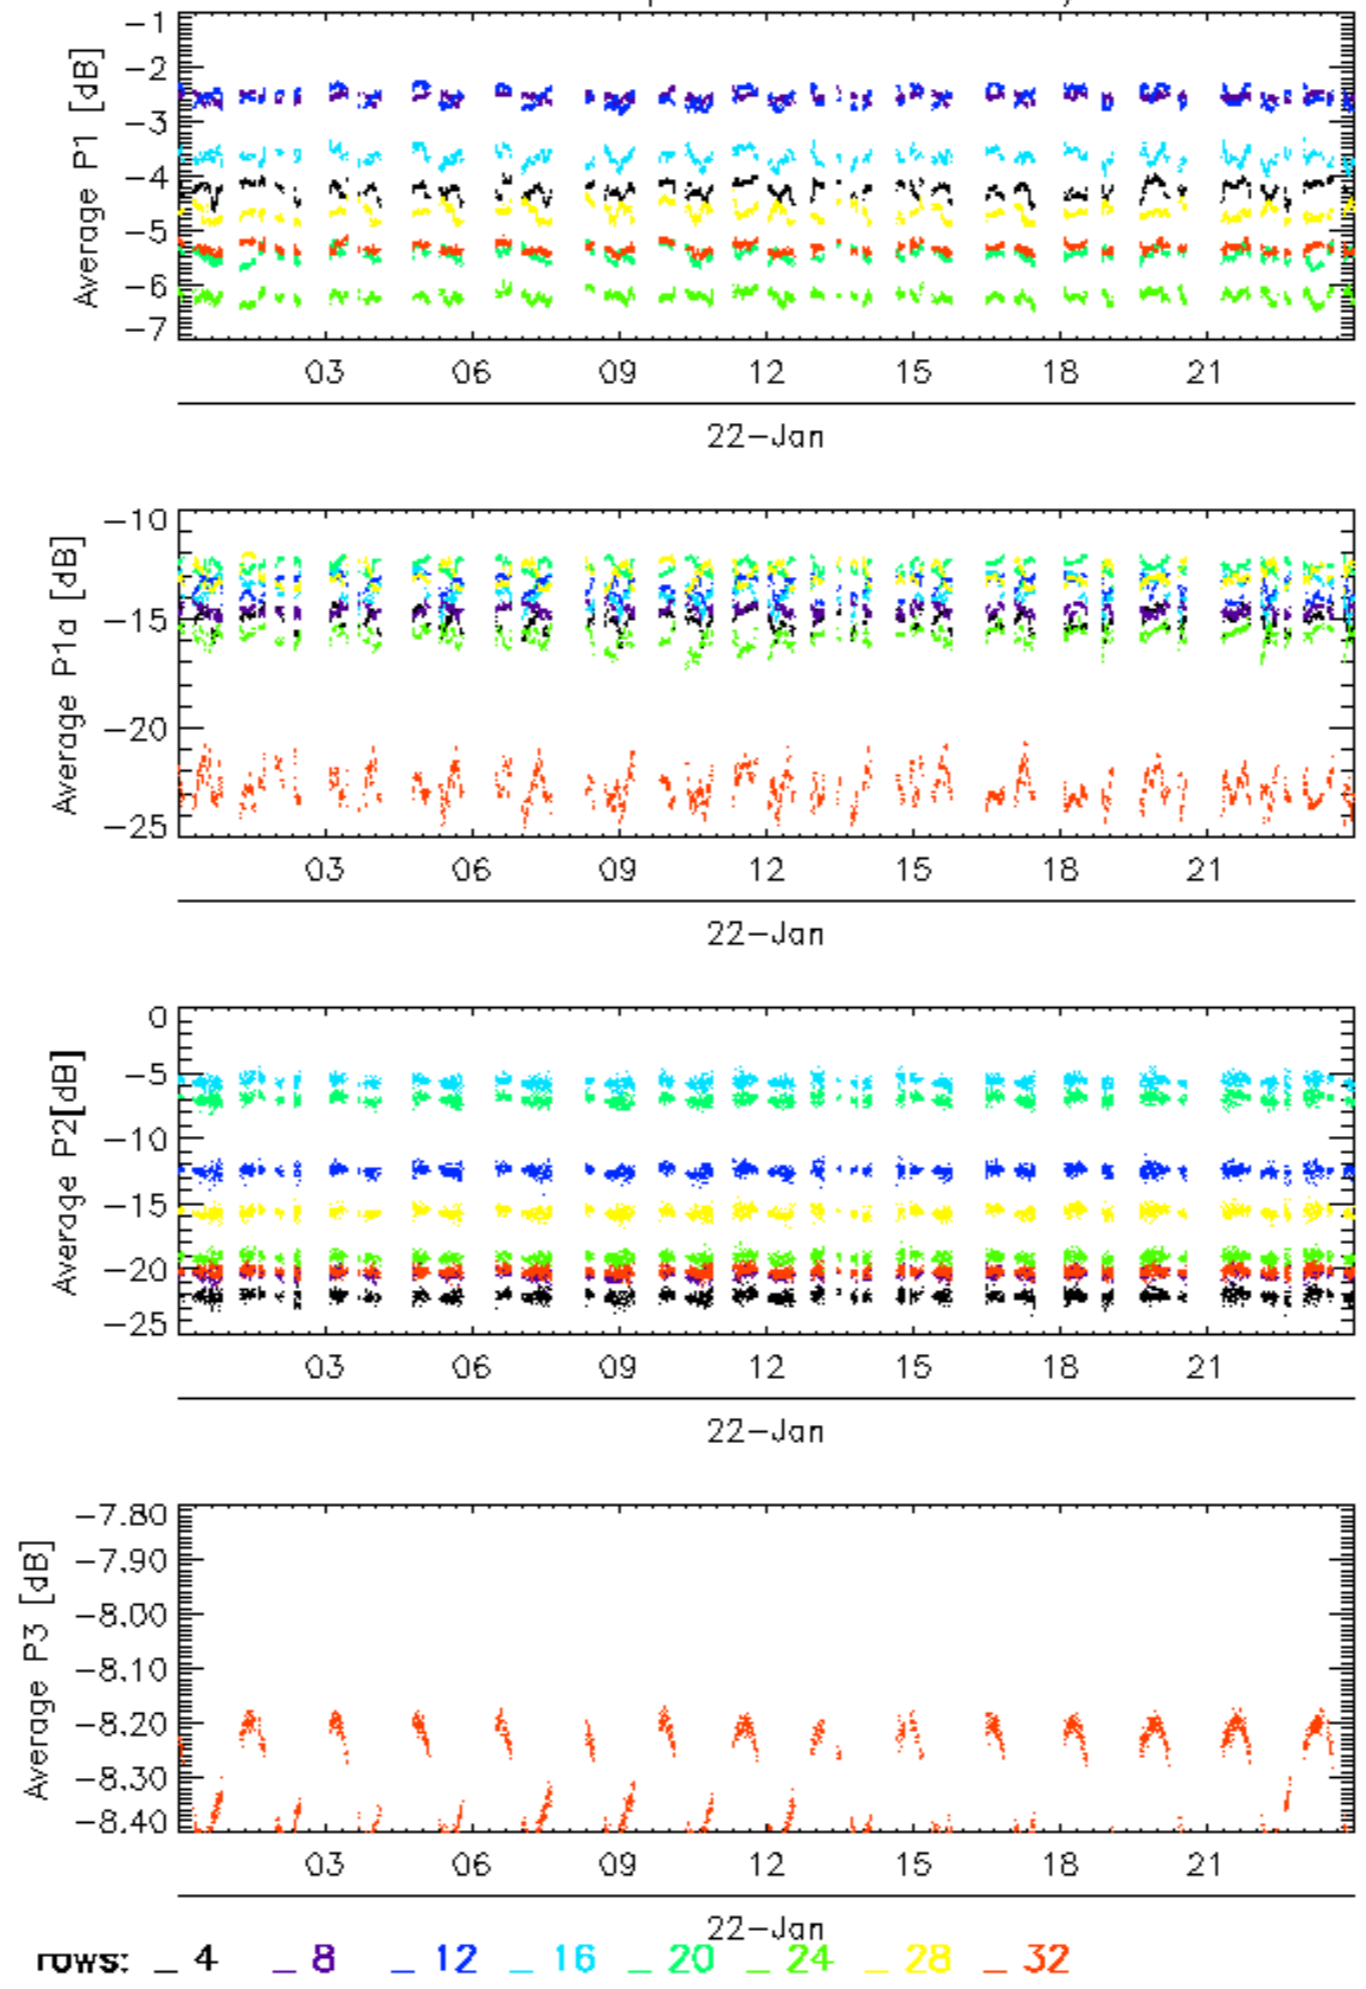 Average P1 [dB]
-1
-2
-3
-4
-5
-6
-7
03 06 09 12 15 18 21
22-Jan
Average P1a [dB]
-10
-15
-20
-25
03 06 09 12 15 18 21
22-Jan
Average P2[dB]
0
-5
-10
-15
-20
-25
03 06 09 12 15 18 21
22-Jan
Average P3 [dB]
-7.80
-7.90
-8.00
-8.10
-8.20
-8.30
-8.40
03 06 09 12 15 18 21
22-Jan
rows: _ 4 _ 8 _ 12 _ 16 _ 20 _ 24 _ 28 _ 32